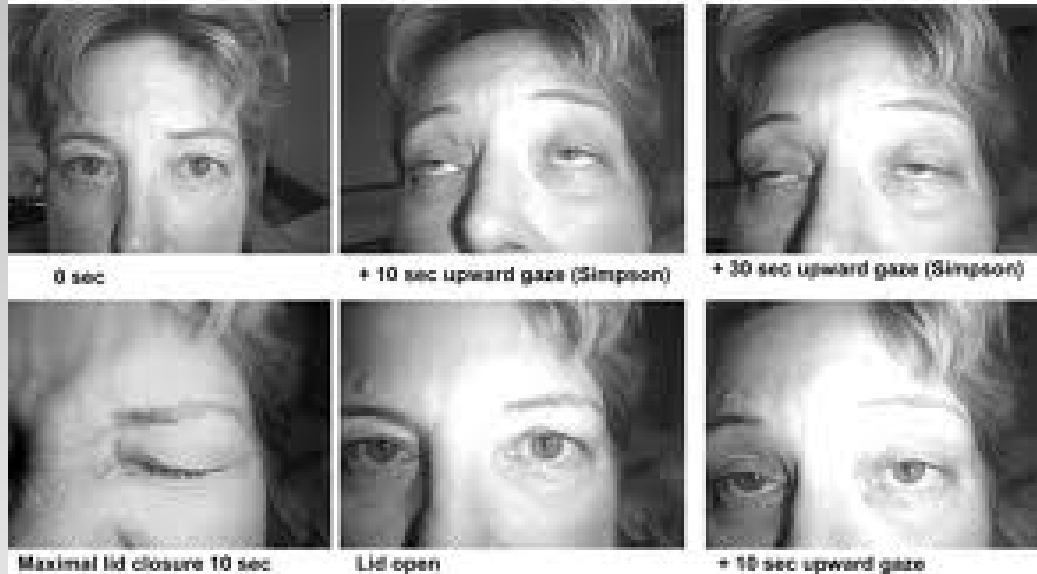 0 sec
+ 10 sec upward gaze (Simpson)
+ 30 sec upward gaze (Simpson)
Maximal lid closure 10 sec
Lid open
+ 10 sec upward gaze